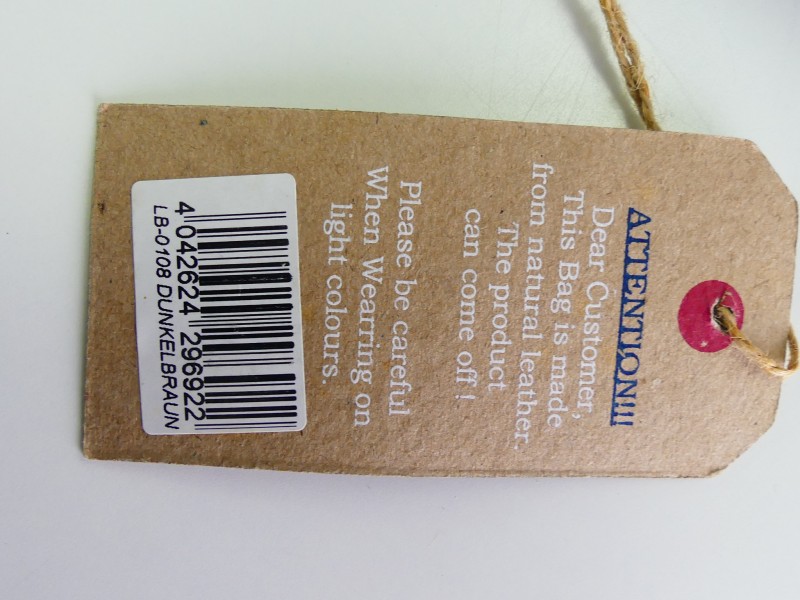 ATTENTION!!!
Dear Customer,
This Bag is made
from natural leather.
The product
can come off !
Please be careful
When Wearring on
light colours.
4 042624 296922
LB-0108 DUNKELBRAUN